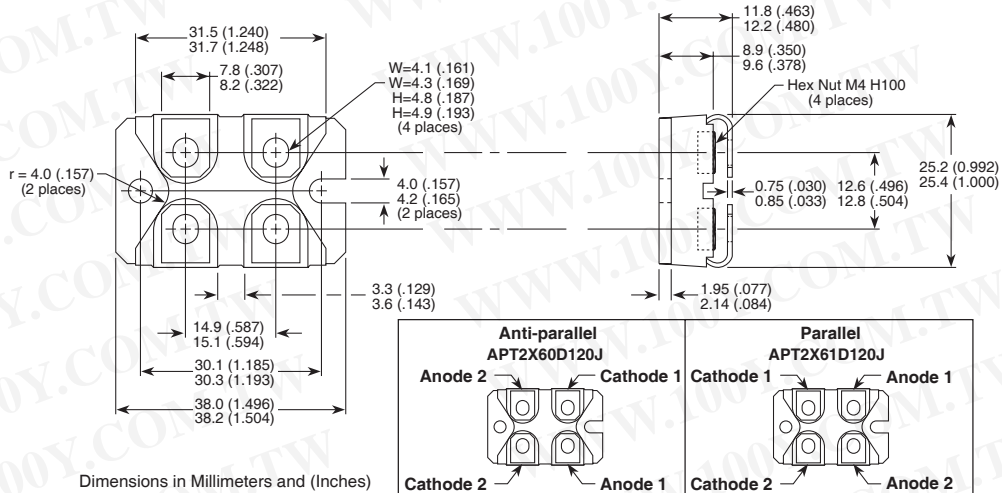 31.5 (1.240)
31.7 (1.248)
7.8 (.307)
8.2 (.322)
W=4.1 (.161)
W=4.3 (.169)
H=4.8 (.187)
H=4.9 (.193)
(4 places)
11.8 (.463)
12.2 (.480)
8.9 (.350)
9.6 (.378)
Hex Nut M4 H100
(4 places)
r = 4.0 (.157)
(2 places)
4.0 (.157)
4.2 (.165)
(2 places)
0.75 (.030)
0.85 (.033)
12.6 (.496)
12.8 (.504)
25.2 (0.992)
25.4 (1.000)
3.3 (.129)
3.6 (.143)
1.95 (.077)
2.14 (.084)
14.9 (.587)
15.1 (.594)
30.1 (1.185)
30.3 (1.193)
38.0 (1.496)
38.2 (1.504)
Dimensions in Millimeters and (Inches)
Anti-parallel
APT2X60D120J
Anode 2
Cathode 1
Cathode 2
Anode 1
Parallel
APT2X61D120J
Cathode 1
Anode 1
Cathode 2
Anode 2
WWW.100Y.COM.TW